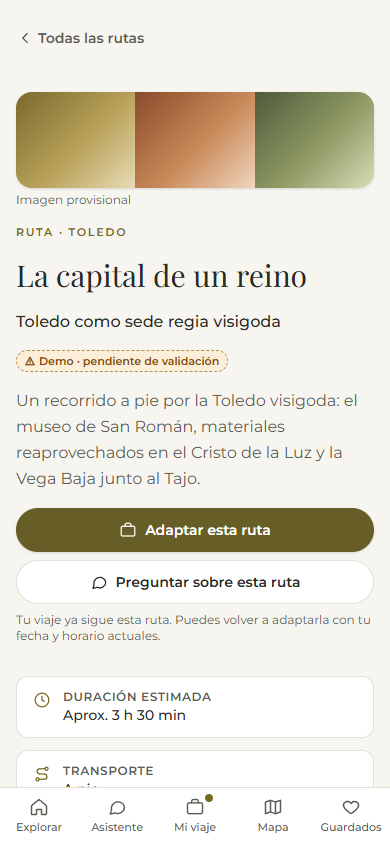 Todas las rutas
Imagen provisional
RUTA · TOLEDO
La capital de un reino
Toledo como sede regia visigoda
Demo · pendiente de validación
Un recorrido a pie por la Toledo visigoda: el
museo de San Román, materiales
reaprovechados en el Cristo de la Luz y la
Vega Baja junto al Tajo.
Adaptar esta ruta
Preguntar sobre esta ruta
Tu viaje ya sigue esta ruta. Puedes volver a adaptarla con tu
fecha y horario actuales.
DURACIÓN ESTIMADA
Aprox. 3 h 30 min
TRANSPORTE
Explorar
Asistente
Mi viaje
Mapa
Guardados